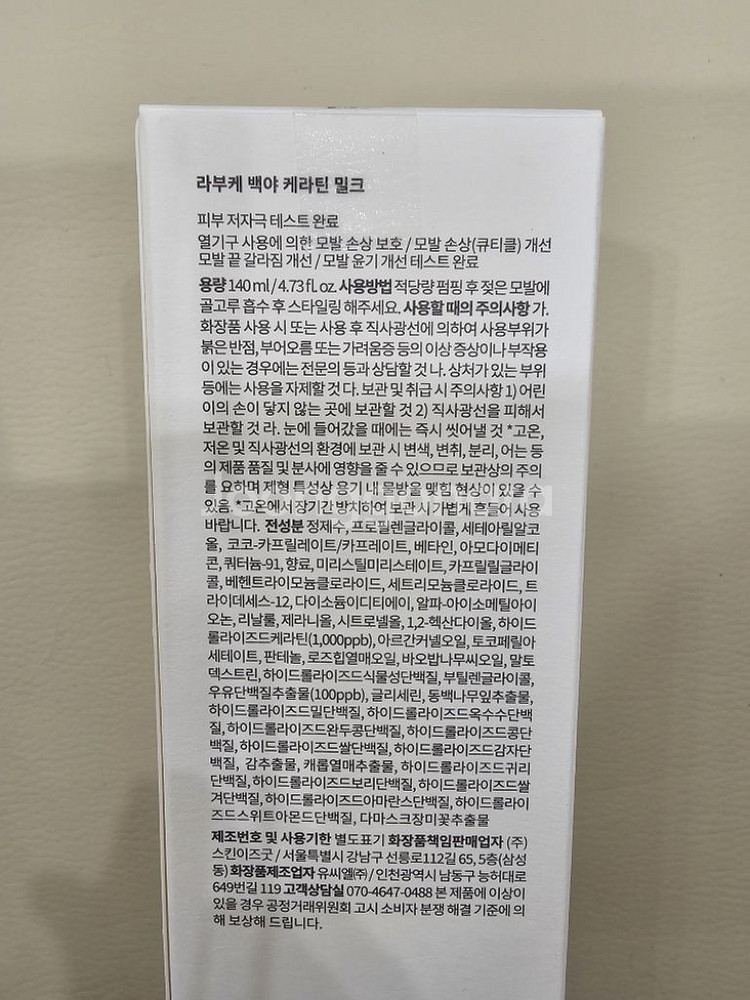 라부케 백야 케라틴 밀크
피부 저자극 테스트 완료
열기구 사용에 의한 모발 손상 보호 / 모발 손상(큐티클) 개선
모발 끝 갈라짐 개선 / 모발 윤기 개선 테스트 완료
용량 140 ml / 4.73 fl. oz. 사용방법 적당량 펌핑 후 젖은 모발에
골고루 흡수 후 스타일링 해주세요. 사용할 때의 주의사항 가.
화장품 사용 시 또는 사용 후 직사광선에 의하여 사용부위가
붉은 반점, 부어오름 또는 가려움증 등의 이상 증상이나 부작용
이 있는 경우에는 전문의 등과 상담할 것 나. 상처가 있는 부위
등에는 사용을 자제할 것 다. 보관 및 취급 시 주의사항 1) 어린
이의 손이 닿지 않는 곳에 보관할 것 2) 직사광선을 피해서
보관할 것 라. 눈에 들어갔을 때에는 즉시 씻어낼 것 *고온,
저온 및 직사광선의 환경에 보관 시 변색, 변취, 분리, 어는 등
의 제품 품질 및 분사에 영향을 줄 수 있으므로 보관상의 주의
를 요하며 제형 특성상 용기 내 물방울 맺힘 현상이 있을 수
있음. *고온에서 장기간 방치하여 보관 시 가볍게 흔들어 사용
바랍니다. 전성분 정제수, 프로필렌글라이콜, 세테아릴알코
올, 코코-카프릴레이트/카프레이트, 베타인, 아모다이메티
콘, 쿼터늄-91, 향료, 미리스틸미리스테이트, 카프릴릴글라이
콜, 베헨트라이모늄클로라이드, 세트리모늄클로라이드, 트
라이데세스-12, 다이소듐이디티에이, 알파-아이소메틸아이
오논, 리날룰, 제라니올, 시트로넬올, 1,2-헥산다이올, 하이드
롤라이즈드케라틴(1,000ppb), 아르간커넬오일, 토코페릴아
세테이트, 판테놀, 로즈힙열매오일, 바오밥나무씨오일, 말토
덱스트린, 하이드롤라이즈드식물성단백질, 부틸렌글라이콜,
우유단백질추출물(100ppb), 글리세린, 동백나무잎추출물,
하이드롤라이즈드밀단백질, 하이드롤라이즈드옥수수단백
질, 하이드롤라이즈드완두콩단백질, 하이드롤라이즈드콩단
백질, 하이드롤라이즈드쌀단백질, 하이드롤라이즈드감자단
백질, 감추출물, 캐롭열매추출물, 하이드롤라이즈드귀리
단백질, 하이드롤라이즈드보리단백질, 하이드롤라이즈드쌀
겨단백질, 하이드롤라이즈드아마란스단백질, 하이드롤라이
즈드스위트아몬드단백질, 다마스크장미꽃추출물
제조번호 및 사용기한 별도표기 화장품책임판매업자 (주)
스킨이즈굿 / 서울특별시 강남구 선릉로112길 65, 5층(삼성
동) 화장품제조업자 유씨엘㈜ / 인천광역시 남동구 능허대로
649번길 119 고객상담실 070-4647-0488 본 제품에 이상이
있을 경우 공정거래위원회 고시 소비자 분쟁 해결 기준에 의
해 보상해 드립니다.